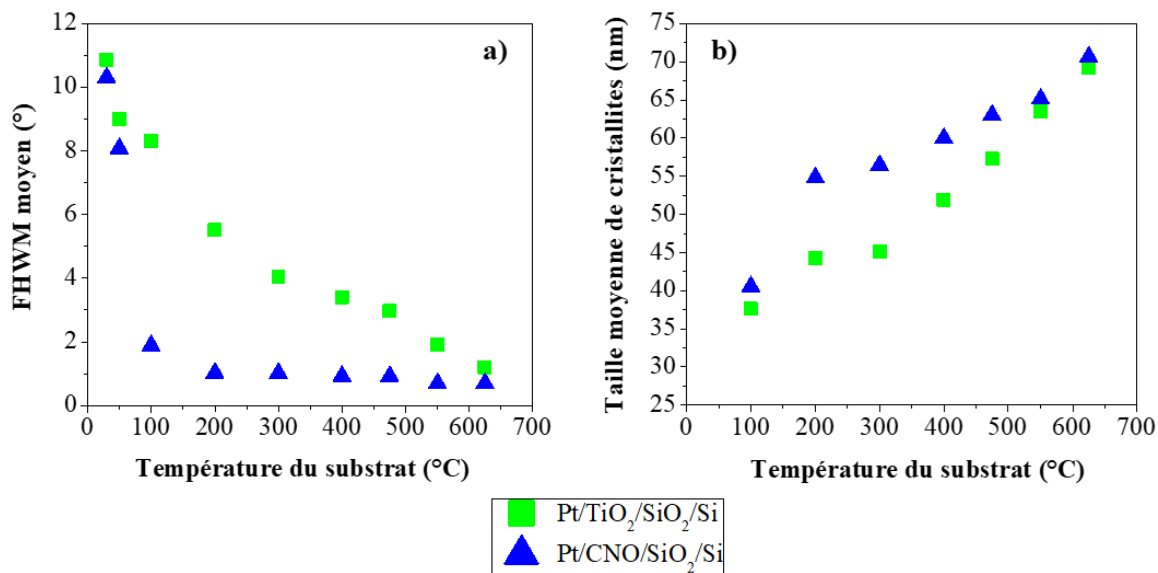 a)
FHWM moyen (°)
12
10
8
6
4
2
0
0 100 200 300 400 500 600 700
Température du substrat (°C)
b)
Taille moyenne de cristallites (nm)
75
70
65
60
55
50
45
40
35
30
25
0 100 200 300 400 500 600 700
Température du substrat (°C)
Pt/TiO₂/SiO₂/Si
Pt/CNO/SiO₂/Si